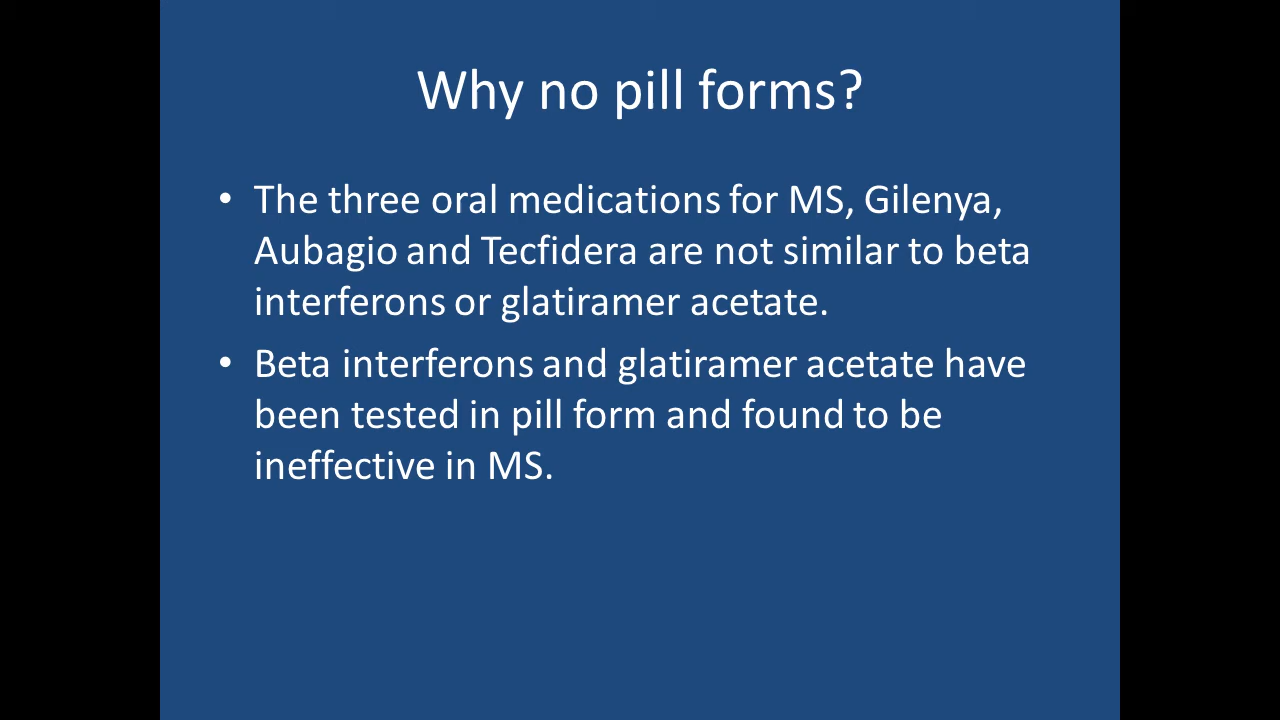 Why no pill forms?
• The three oral medications for MS, Gilenya,
Aubagio and Tecfidera are not similar to beta
interferons or glatiramer acetate.
• Beta interferons and glatiramer acetate have
been tested in pill form and found to be
ineffective in MS.